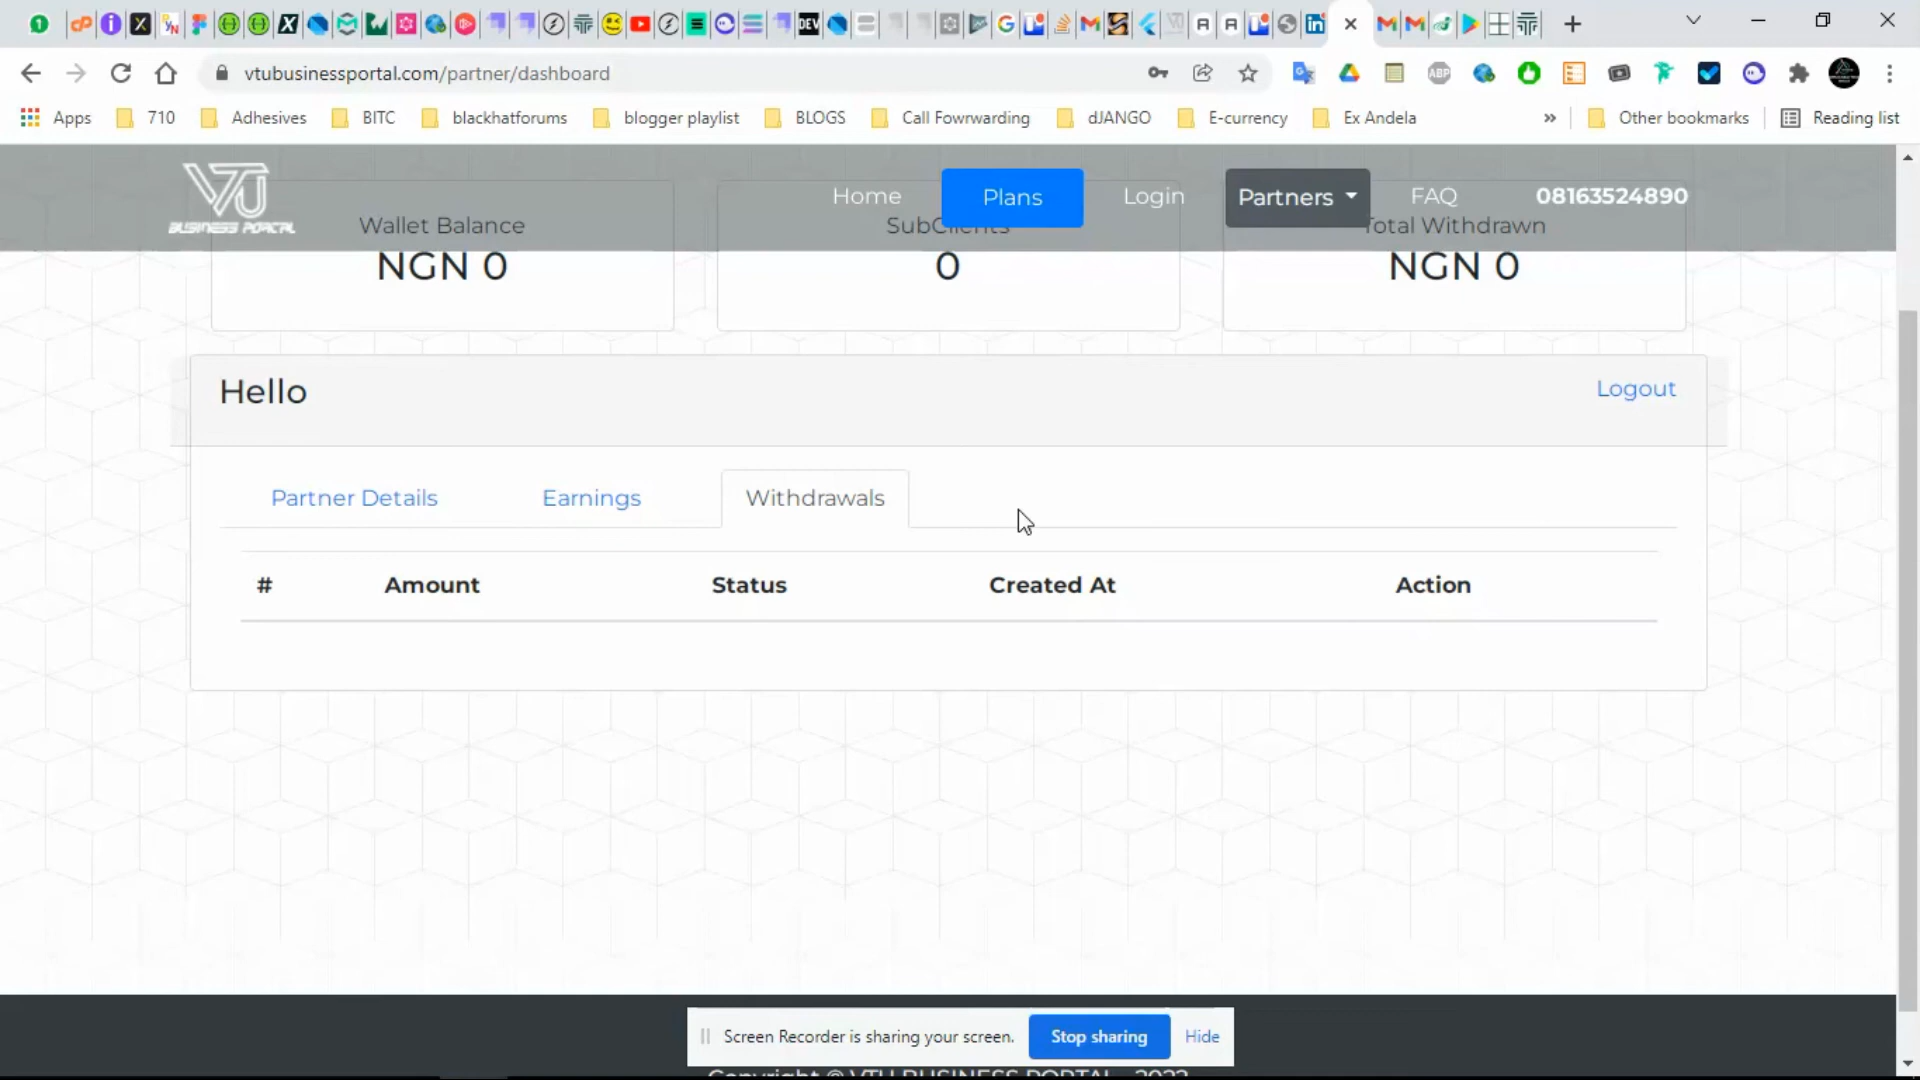 vtubusinessportal.com/partner/dashboard
Apps 710 Adhesives BITC blackhatforums blogger playlist BLOGS Call Fowrwarding dJANGO E-currency Ex Andela » Other bookmarks Reading list
VTU BUSINESS PORTAL
Home Plans Login Partners FAQ 08163524890
Wallet Balance SubClients Total Withdrawn
NGN 0 0 NGN 0
Hello Logout
Partner Details Earnings Withdrawals
# Amount Status Created At Action
Screen Recorder is sharing your screen. Stop sharing Hide
Copyright © VTU BUSINESS PORTAL - 2022